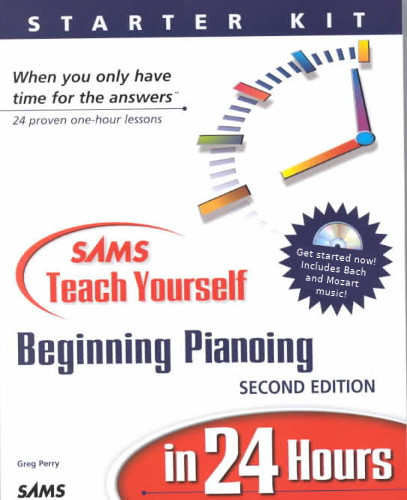 STARTER KIT
When you only have
time for the answers™
24 proven one-hour lessons
Get started now!
Includes Bach
and Mozart
music!
SAMS
Teach Yourself
Beginning Pianoing
SECOND EDITION
in 24 Hours
Greg Perry
SAMS